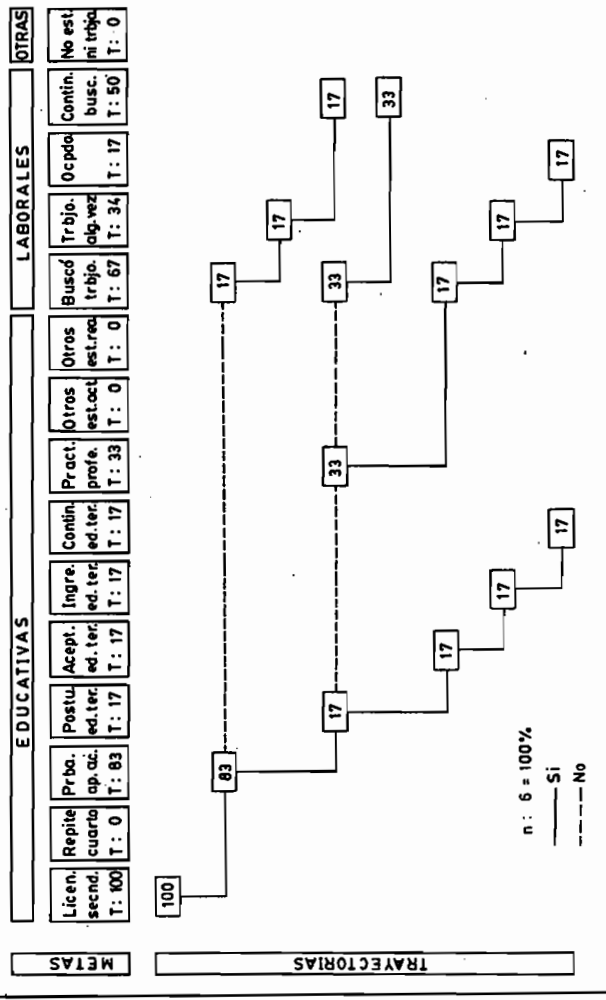 METAS
EDUCATIVAS
LABORALES
OTRAS
Licen.
secnd.
T: 100
Repite
cuarto
T: 0
Prba.
ap.ac.
T: 83
Postu.
ed.ter.
T: 17
Acept.
ed.ter.
T: 17
Ingre.
ed.ter.
T: 17
Contin.
ed.ter.
T: 17
Pract.
profe.
T: 33
Otros
est.act
T: 0
Otros
est.rea
T: 0
Buscó
trbjo.
T: 67
Trbjo.
alg.vez
T: 34
Ocpdo
T: 17
Contin.
busc.
T: 50
No est.
ni trbja.
T: 0
TRAYECTORIAS
100
83
17
17
17
17
17
33
33
33
17
17
17
17
17
17
n: 6 = 100%
Si
No